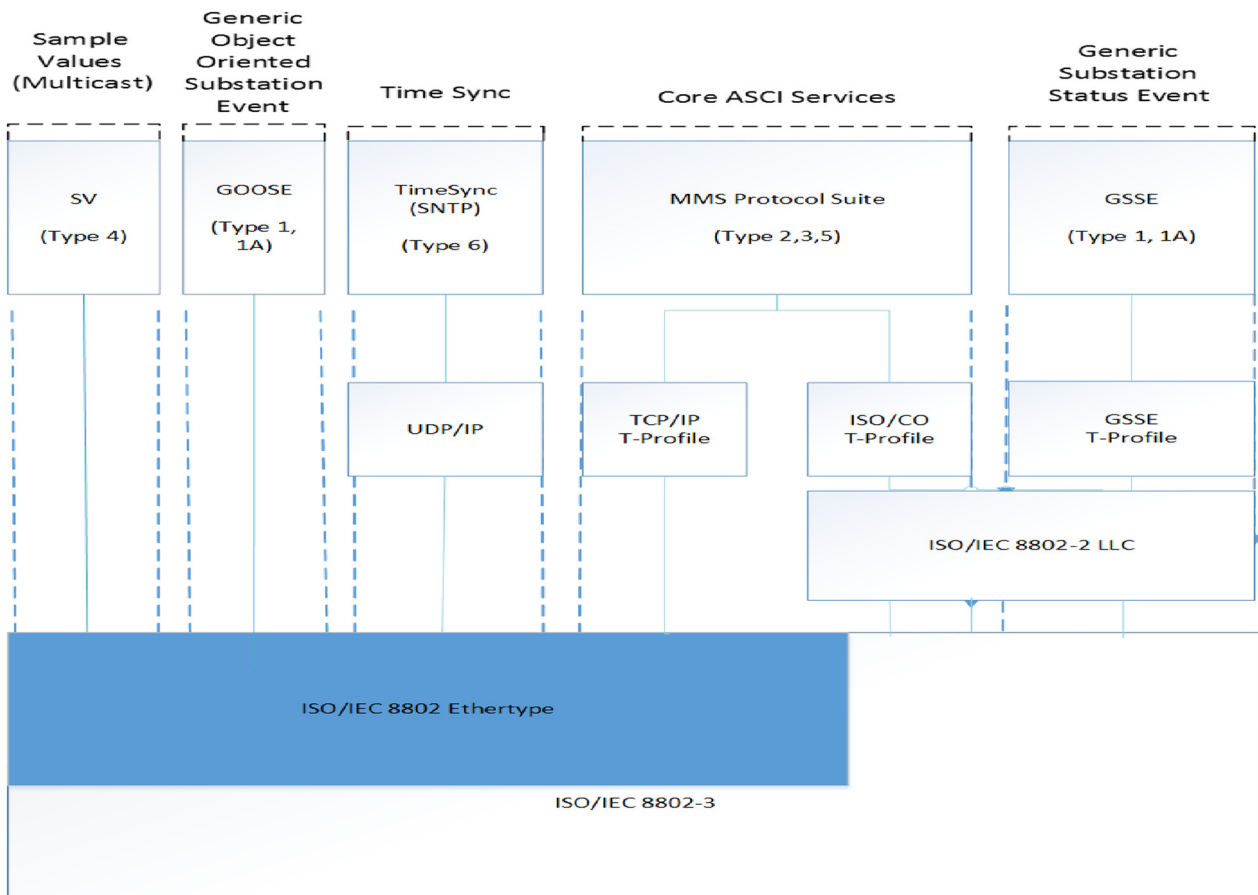 Sample
Values
(Multicast)
Generic
Object
Oriented
Substation
Event
Time Sync
Core ASCI Services
Generic
Substation
Status Event
SV
(Type 4)
GOOSE
(Type 1,
1A)
TimeSync
(SNTP)
(Type 6)
MMS Protocol Suite
(Type 2,3,5)
GSSE
(Type 1, 1A)
UDP/IP
TCP/IP
T-Profile
ISO/CO
T-Profile
GSSE
T-Profile
ISO/IEC 8802-2 LLC
ISO/IEC 8802 Ethertype
ISO/IEC 8802-3